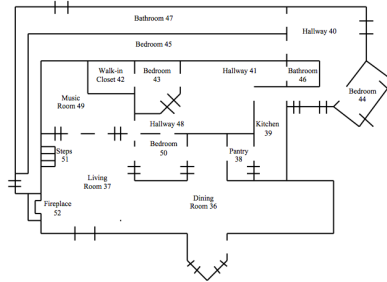 Bathroom 47
Hallway 40
Bedroom 45
Walk-in
Closet 42
Bedroom
43
Hallway 41
Bathroom
46
Bedroom
44
Music
Room 49
Hallway 48
Kitchen
39
Steps
51
Bedroom
50
Pantry
38
Living
Room 37
Dining
Room 36
Fireplace
52